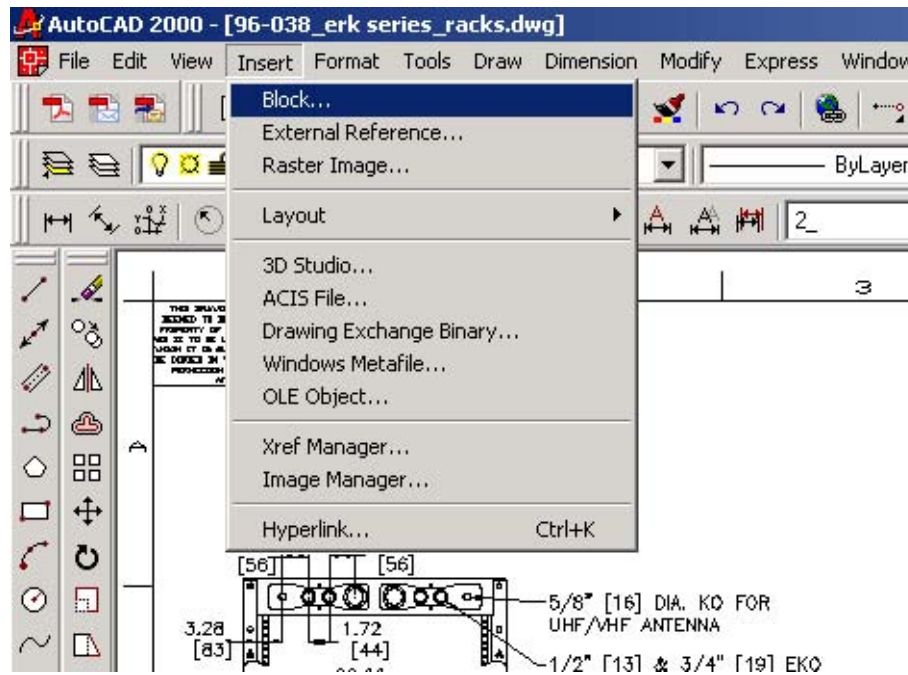 AutoCAD 2000 - [96-038_erk series_racks.dwg]
File Edit View Insert Format Tools Draw Dimension Modify Express Window
Block...
External Reference...
Raster Image...
ByLayer
Layout
2_
3D Studio...
3
ACIS File...
Drawing Exchange Binary...
Windows Metafile...
OLE Object...
A
Xref Manager...
Image Manager...
Hyperlink... Ctrl+K
[56] [56]
5/8" [16] DIA. KO FOR
UHF/VHF ANTENNA
3.28 1.72
[83] [44]
1/2" [13] & 3/4" [19] EKO